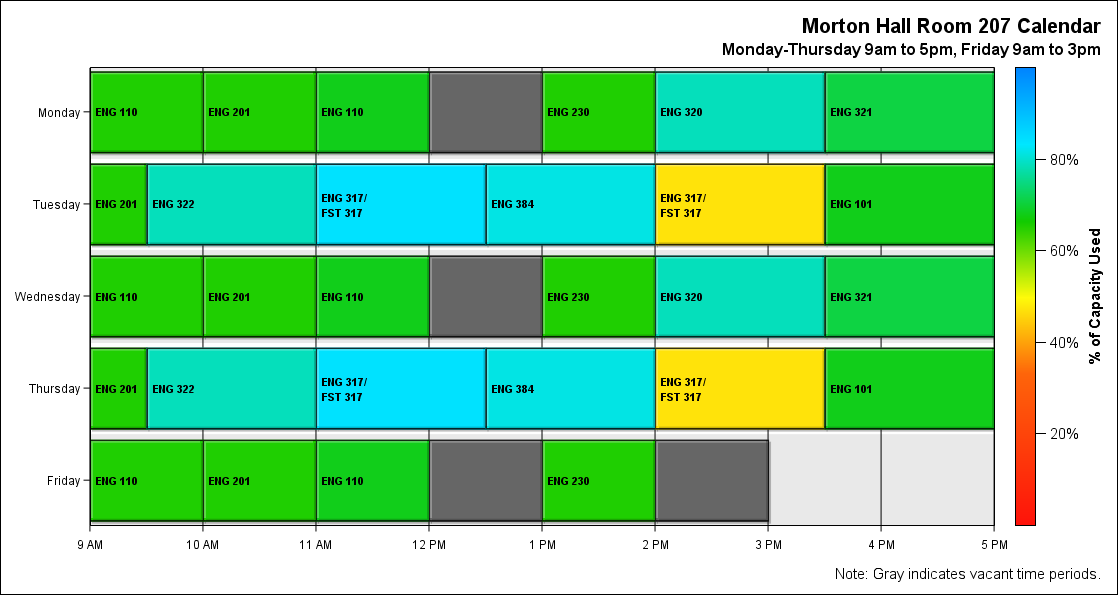 Morton Hall Room 207 Calendar
Monday-Thursday 9am to 5pm, Friday 9am to 3pm
Monday
ENG 110
ENG 201
ENG 110
ENG 230
ENG 320
ENG 321
Tuesday
ENG 201
ENG 322
ENG 317/
FST 317
ENG 384
ENG 317/
FST 317
ENG 101
Wednesday
ENG 110
ENG 201
ENG 110
ENG 230
ENG 320
ENG 321
Thursday
ENG 201
ENG 322
ENG 317/
FST 317
ENG 384
ENG 317/
FST 317
ENG 101
Friday
ENG 110
ENG 201
ENG 110
ENG 230
9 AM
10 AM
11 AM
12 PM
1 PM
2 PM
3 PM
4 PM
5 PM
80%
60%
40%
20%
% of Capacity Used
Note: Gray indicates vacant time periods.